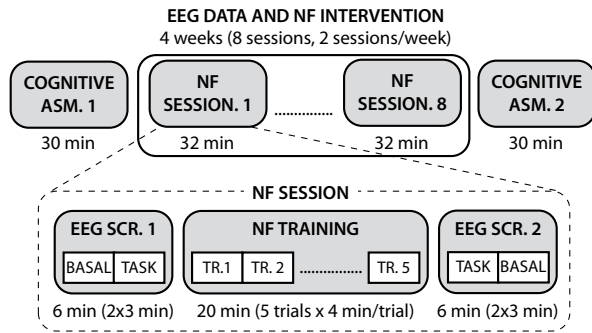 EEG DATA AND NF INTERVENTION
4 weeks (8 sessions, 2 sessions/week)
COGNITIVE
ASM. 1
30 min
NF
SESSION. 1
32 min
...............
NF
SESSION. 8
32 min
COGNITIVE
ASM. 2
30 min
NF SESSION
EEG SCR. 1
BASAL TASK
6 min (2x3 min)
NF TRAINING
TR.1 TR. 2 ................. TR. 5
20 min (5 trials x 4 min/trial)
EEG SCR. 2
TASK BASAL
6 min (2x3 min)